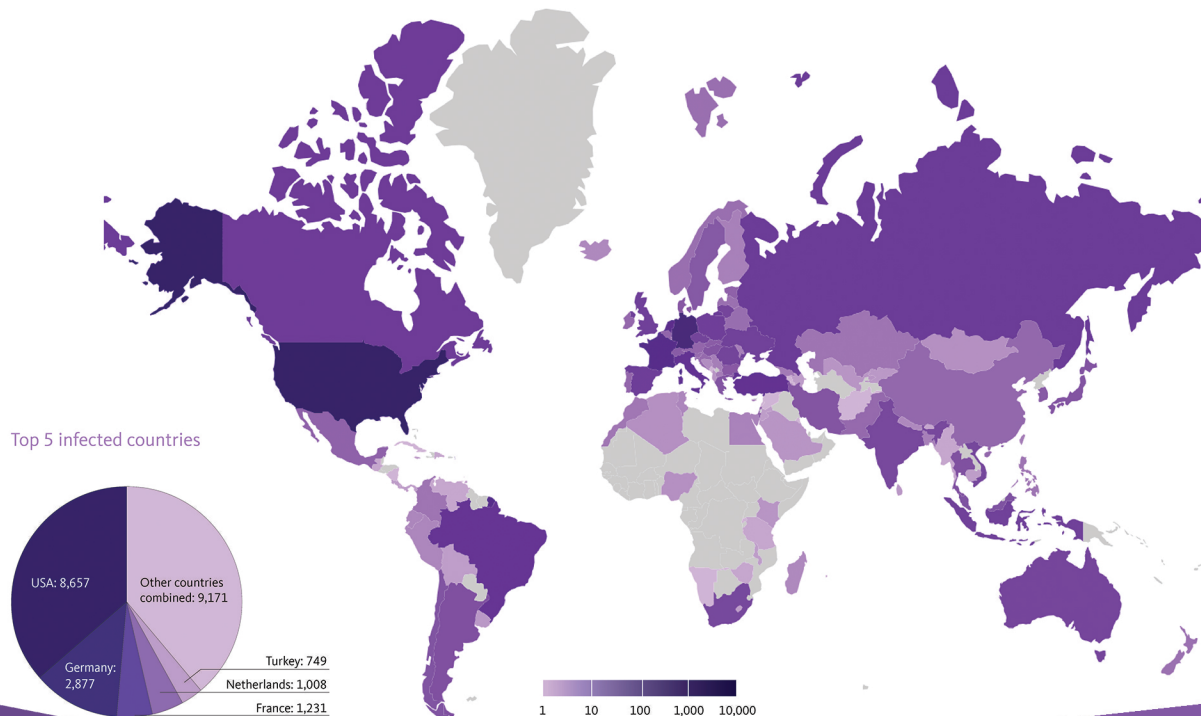 Top 5 infected countries
USA: 8,657
Other countries
combined: 9,171
Germany:
2,877
Turkey: 749
Netherlands: 1,008
France: 1,231
1 10 100 1,000 10,000